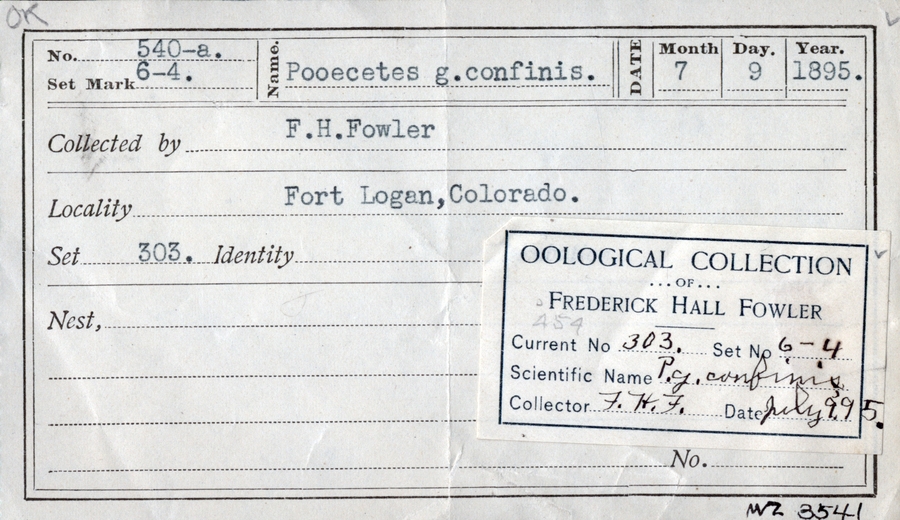 OK
No. 540-a. Name. Pooecetes g.confinis. DATE Month 7 Day. 9 Year. 1895.
Set Mark 6-4.
Collected by F.H.Fowler
Locality Fort Logan,Colorado.
Set 303. Identity
Nest,
No.
OOLOGICAL COLLECTION
...OF...
FREDERICK HALL FOWLER
454
Current No 303. Set No 6-4
Scientific Name P.g. confinis
Collector F.H.F. Date July 9, 95.
MVZ 3541